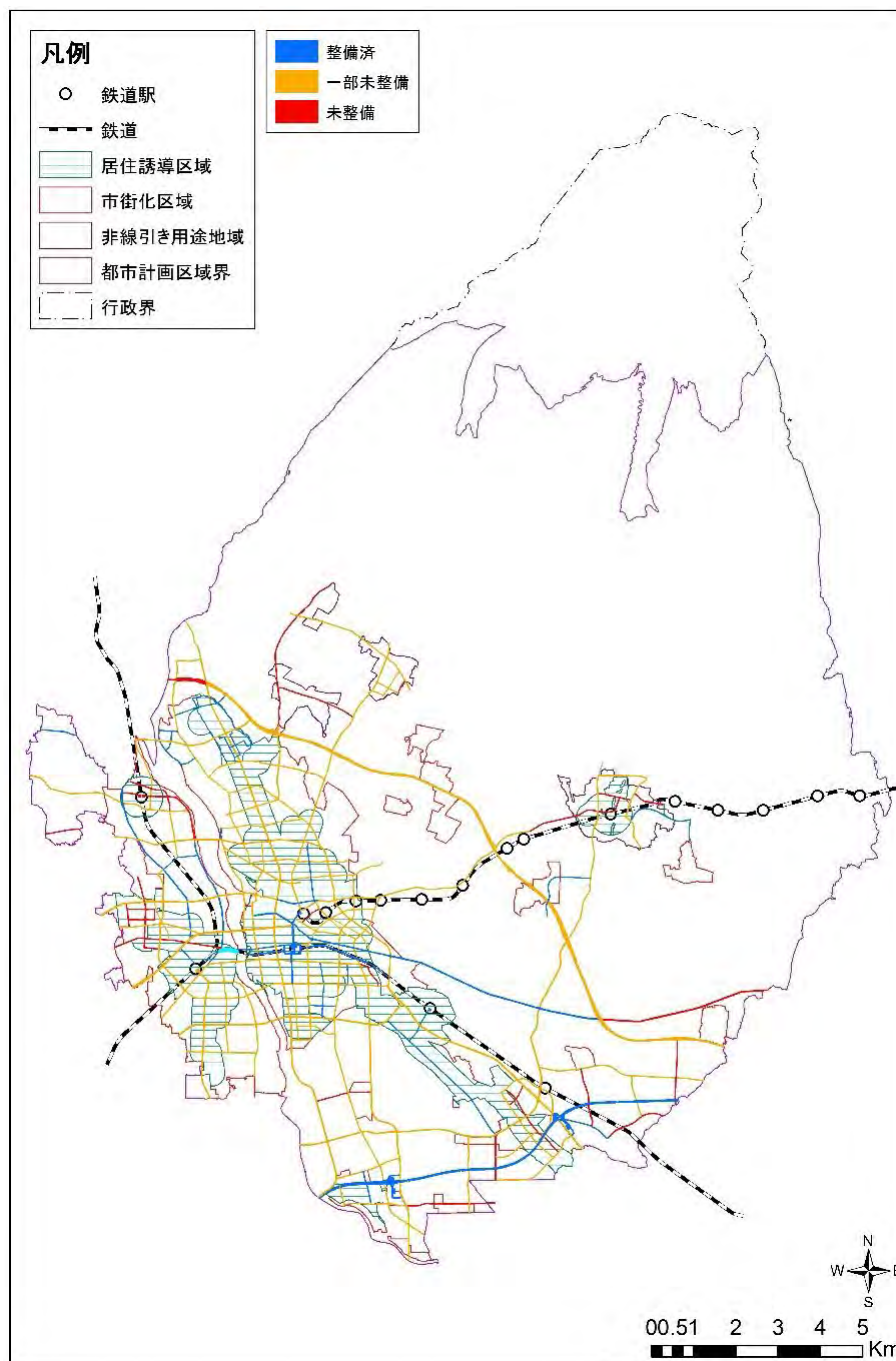 凡例
鉄道駅
鉄道
居住誘導区域
市街化区域
非線引き用途地域
都市計画区域界
行政界
整備済
一部未整備
未整備
N
W E
S
00.51 2 3 4 5
Km